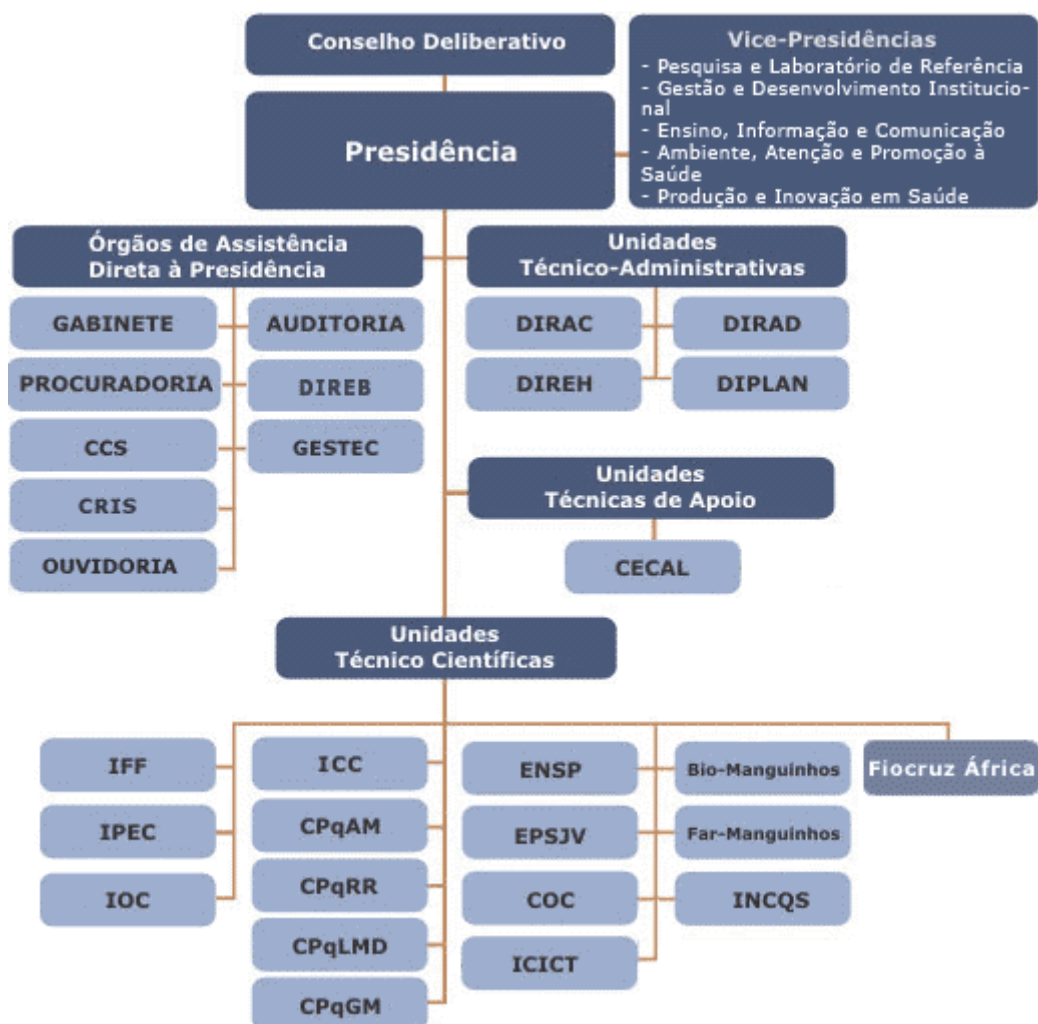 Conselho Deliberativo
Presidência
Vice-Presidências
- Pesquisa e Laboratório de Referência
- Gestão e Desenvolvimento Institucio-
nal
- Ensino, Informação e Comunicação
- Ambiente, Atenção e Promoção à
Saúde
- Produção e Inovação em Saúde
Órgãos de Assistência
Direta à Presidência
GABINETE
AUDITORIA
PROCURADORIA
DIREB
CCS
GESTEC
CRIS
OUVIDORIA
Unidades
Técnico-Administrativas
DIRAC
DIRAD
DIREH
DIPLAN
Unidades
Técnicas de Apoio
CECAL
Unidades
Técnico Científicas
IFF
IPEC
IOC
ICC
CPqAM
CPqRR
CPqLMD
CPqGM
ENSP
EPSJV
COC
ICICT
Bio-Manguinhos
Far-Manguinhos
INCQS
Fiocruz África